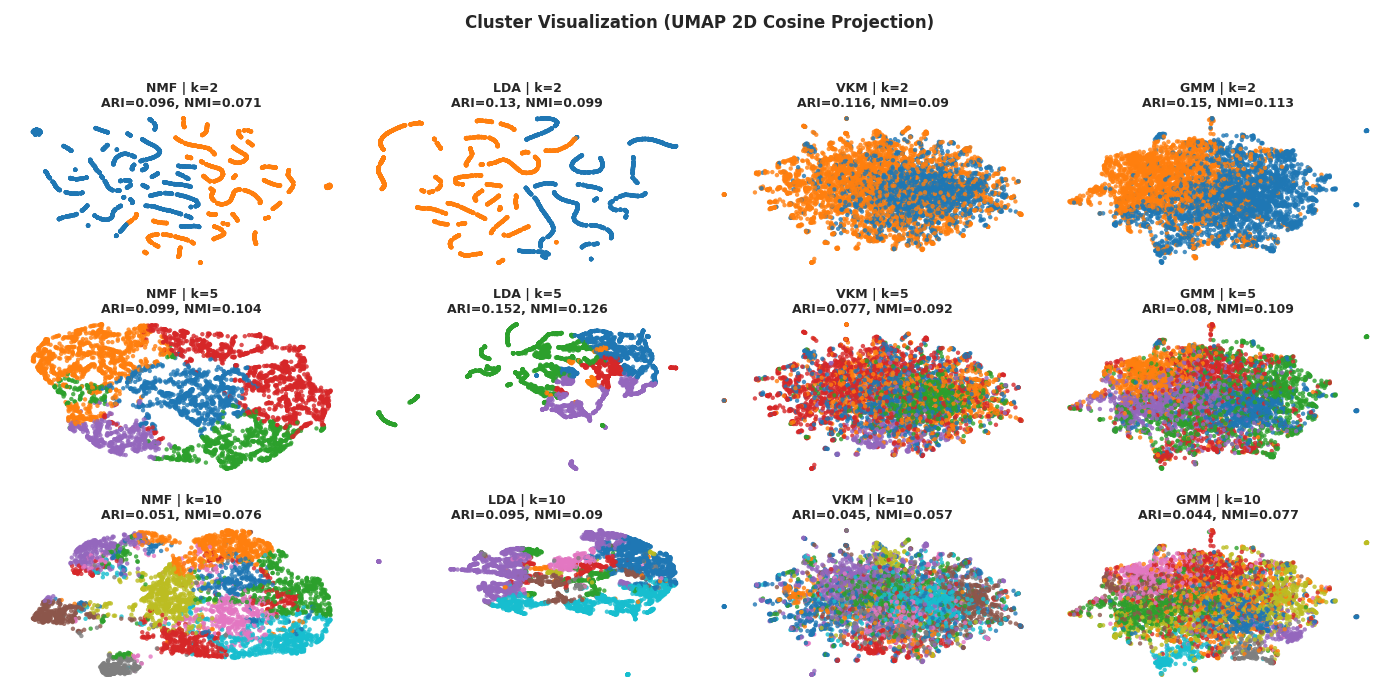 Cluster Visualization (UMAP 2D Cosine Projection)
NMF | k=2
ARI=0.096, NMI=0.071
LDA | k=2
ARI=0.13, NMI=0.099
VKM | k=2
ARI=0.116, NMI=0.09
GMM | k=2
ARI=0.15, NMI=0.113
NMF | k=5
ARI=0.099, NMI=0.104
LDA | k=5
ARI=0.152, NMI=0.126
VKM | k=5
ARI=0.077, NMI=0.092
GMM | k=5
ARI=0.08, NMI=0.109
NMF | k=10
ARI=0.051, NMI=0.076
LDA | k=10
ARI=0.095, NMI=0.09
VKM | k=10
ARI=0.045, NMI=0.057
GMM | k=10
ARI=0.044, NMI=0.077